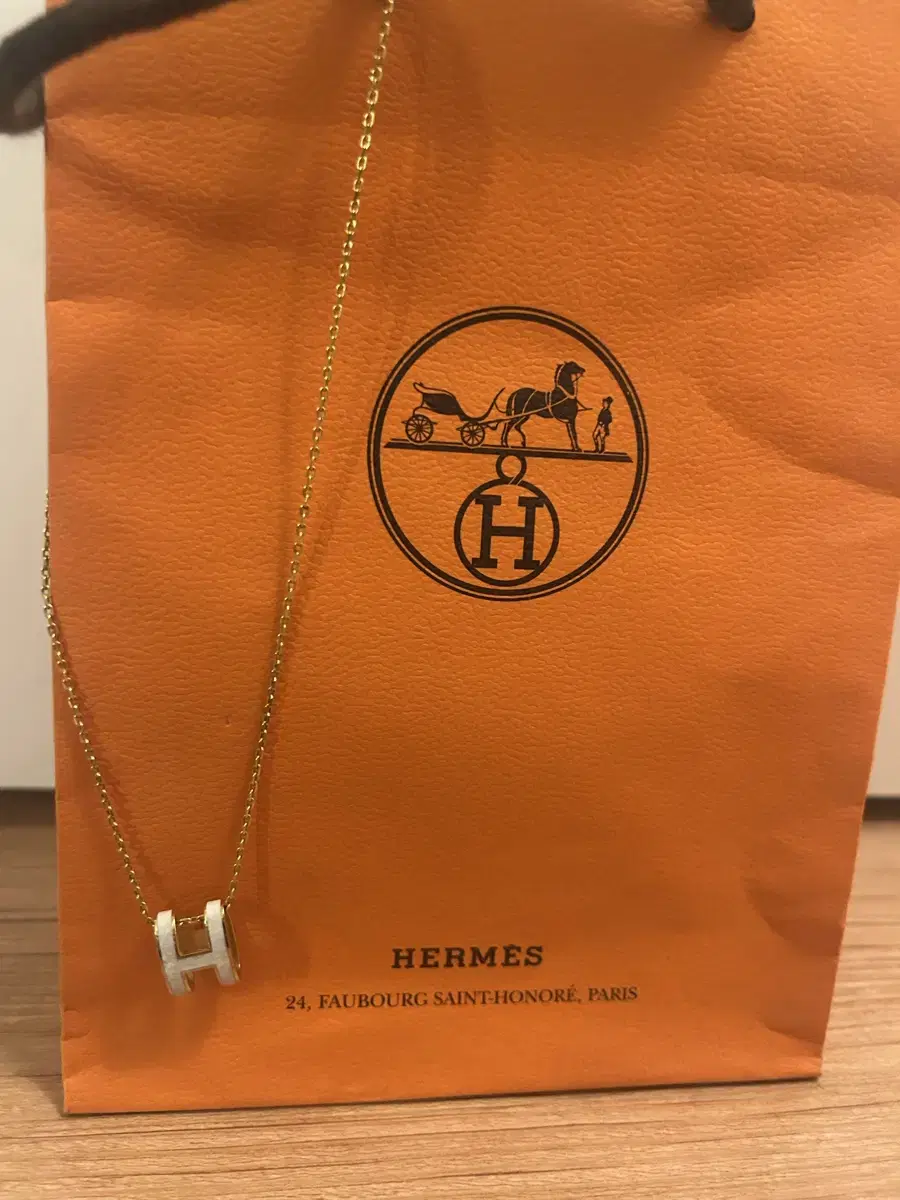 H
HERMÈS
24, FAUBOURG SAINT-HONORÉ, PARIS
H